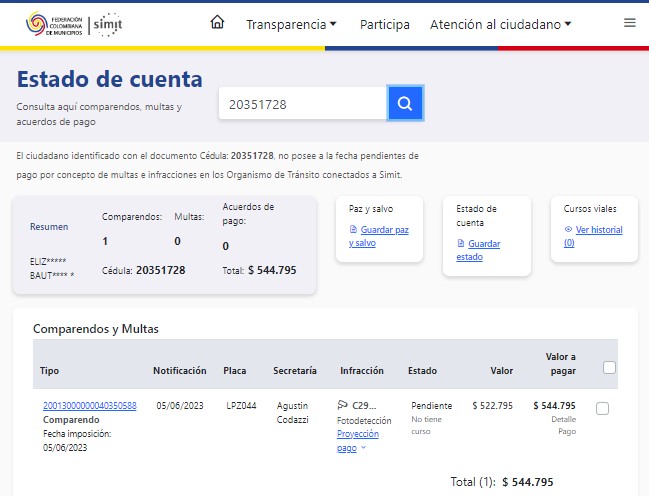 FEDERACIÓN
COLOMBIANA
DE MUNICIPIOS
simit
Transparencia
Participa
Atención al ciudadano
Estado de cuenta
Consulta aquí comparendos, multas y
acuerdos de pago
20351728
El ciudadano identificado con el documento Cédula: 20351728, no posee a la fecha pendientes de
pago por concepto de multas e infracciones en los Organismo de Tránsito conectados a Simit.
Resumen
ELIZ*****
BAUT**** *
Comparendos:
1
Multas:
0
Acuerdos de
pago:
0
Cédula: 20351728
Total: $ 544.795
Paz y salvo
Guardar paz
y salvo
Estado de
cuenta
Guardar
estado
Cursos viales
Ver historial
(0)
Comparendos y Multas
Tipo Notificación Placa Secretaría Infracción Estado Valor Valor a
pagar
20013000000040350588 05/06/2023 LPZ044 Agustin C29... Pendiente $ 522.795 $ 544.795
Comparendo Codazzi Fotodetección No tiene Detalle
Fecha imposición: Proyección curso Pago
05/06/2023 pago
Total (1): $ 544.795